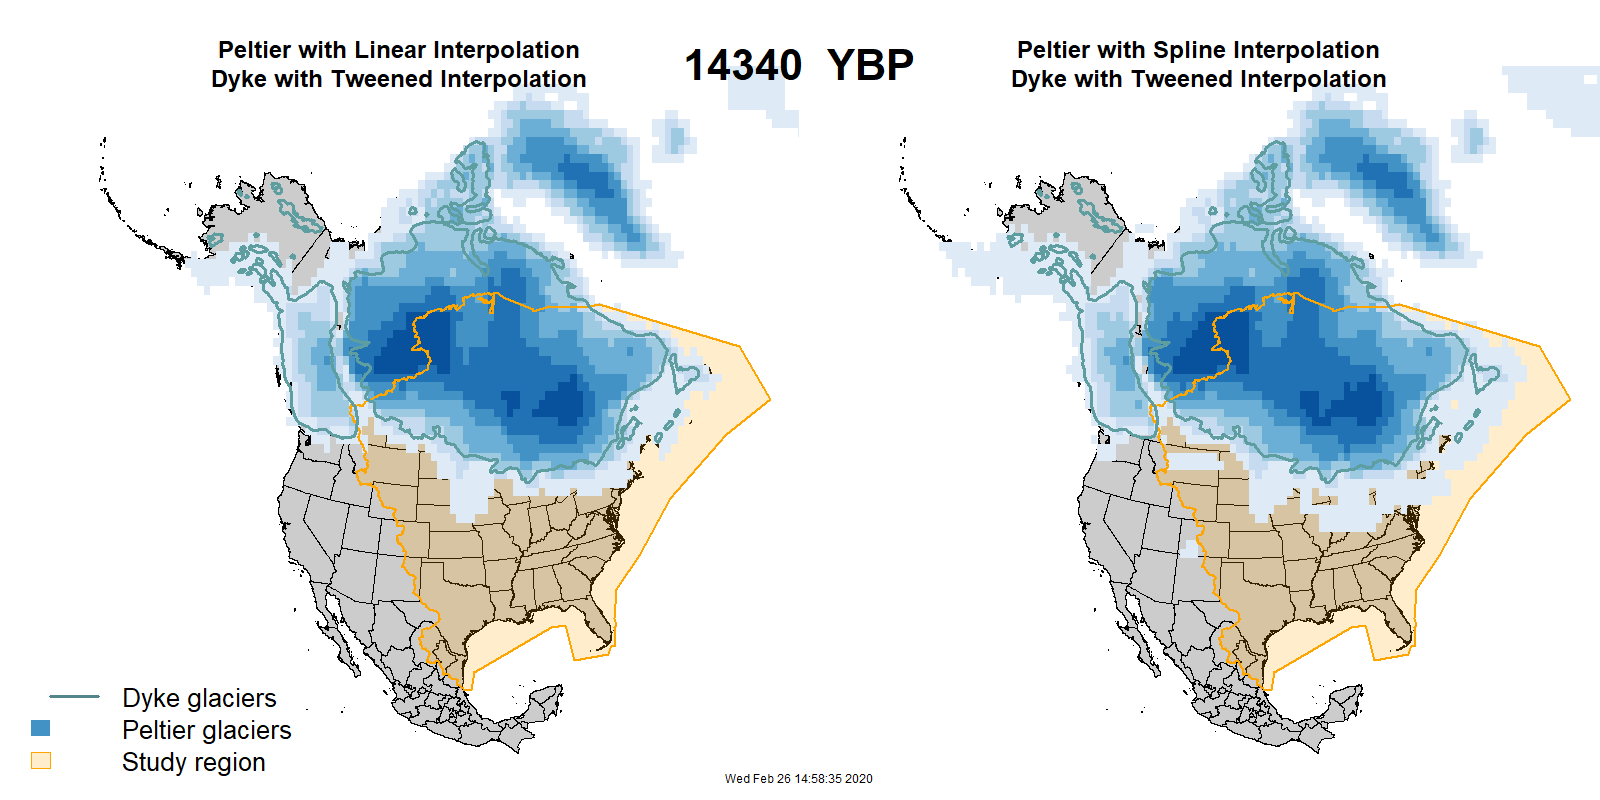 Peltier with Linear Interpolation
Dyke with Tweened Interpolation
14340 YBP
Peltier with Spline Interpolation
Dyke with Tweened Interpolation
Dyke glaciers
Peltier glaciers
Study region
Wed Feb 26 14:58:35 2020